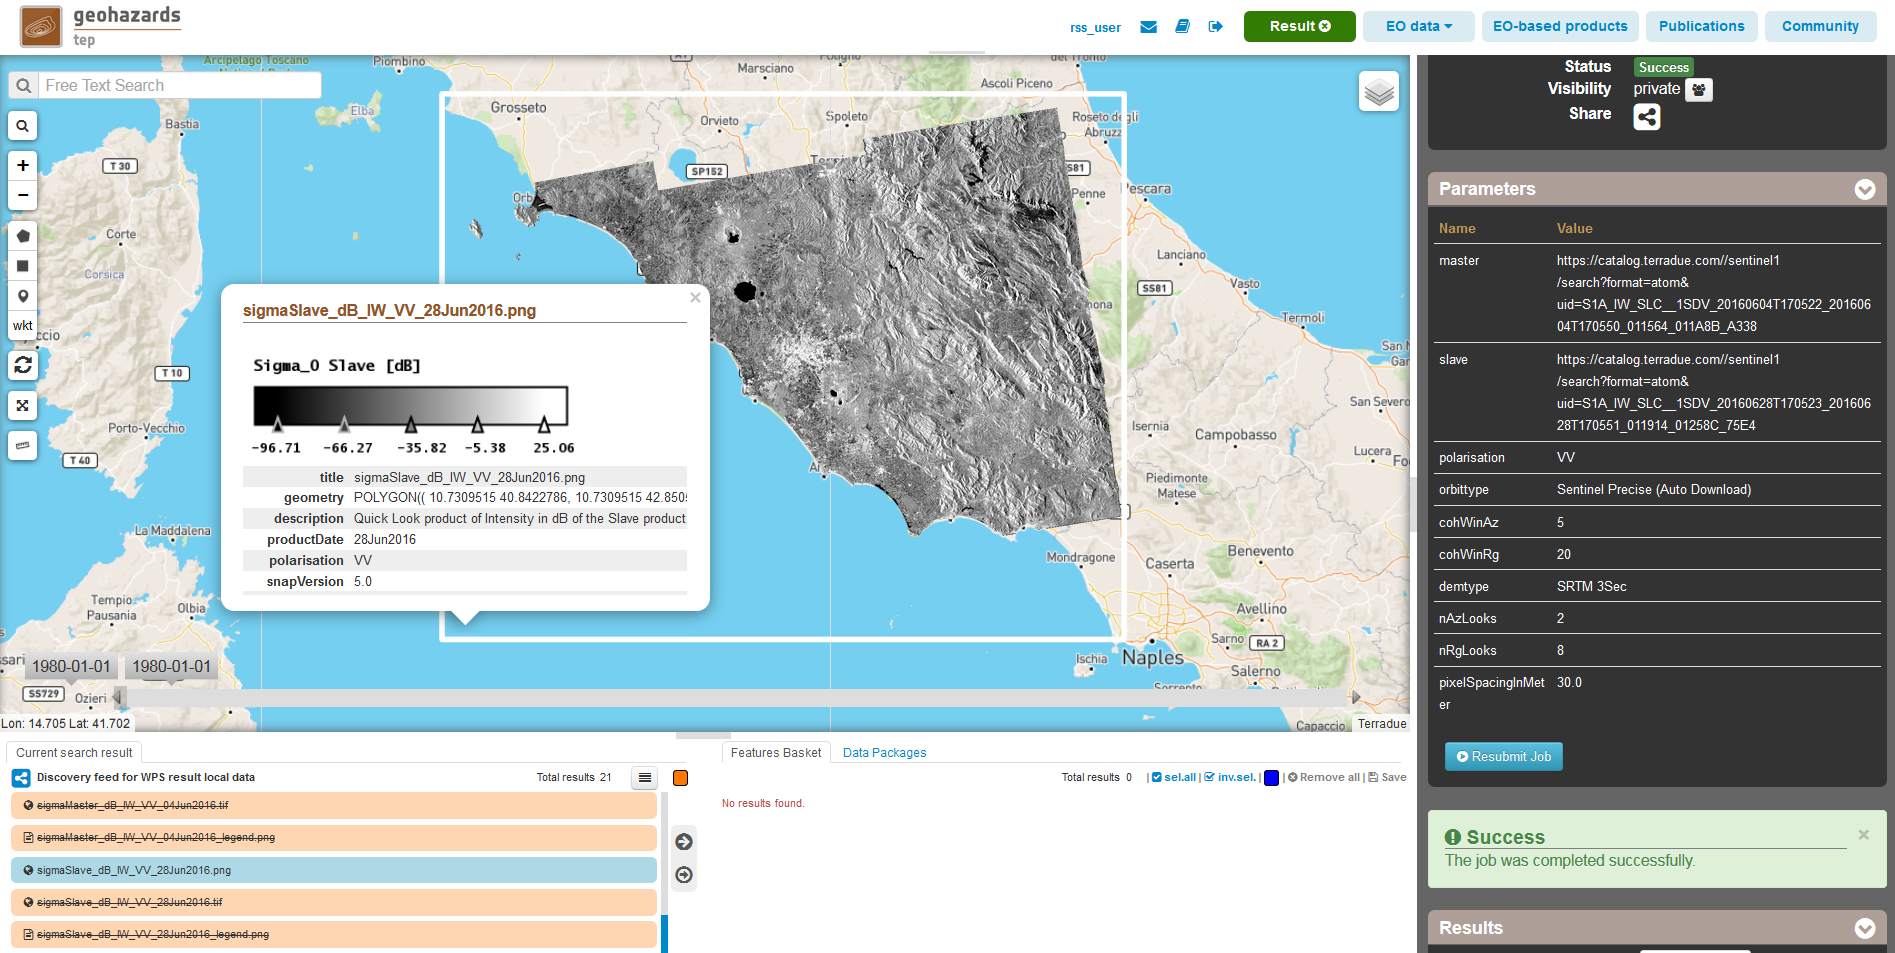 geohazards
tep
rss_user
Result
EO data
EO-based products
Publications
Community
Free Text Search
wkt
Arcipelago Toscano
Piombino
Marsciano
Ascoli Piceno
Grosseto
Elba
Orvieto
Spoleto
Roseto degli
Abruzz
Bastia
T 30
SP152
Penne
Pescara
Corte
Corsica
Lanciano
Vasto
SS81
Termoli
T 10
Porto-Vecchio
T 40
San Severo
Isernia
Campobasso
Lucera
Piedimonte
Matese
La Maddalena
Mondragone
Caserta
Benevento
Tempio
Pausania
Olbia
Avellino
Sarno
RA 2
Ischia
Naples
Salerno
Sorrento
Capaccio
SS729
Ozieri
sigmaSlave_dB_IW_VV_28Jun2016.png
Sigma_0 Slave [dB]
-96.71 -66.27 -35.82 -5.38 25.06
title sigmaSlave_dB_IW_VV_28Jun2016.png
geometry POLYGON(( 10.7309515 40.8422786, 10.7309515 42.850
description Quick Look product of Intensity in dB of the Slave product
productDate 28Jun2016
polarisation VV
snapVersion 5.0
1980-01-01 1980-01-01
Lon: 14.705 Lat: 41.702
Terradue
Current search result
Discovery feed for WPS result local data
Total results 21
sigmaMaster_dB_IW_VV_04Jun2016.tif
sigmaMaster_dB_IW_VV_04Jun2016_legend.png
sigmaSlave_dB_IW_VV_28Jun2016.png
sigmaSlave_dB_IW_VV_28Jun2016.tif
sigmaSlave_dB_IW_VV_28Jun2016_legend.png
Features Basket
Data Packages
Total results 0 | sel.all | inv.sel. | | Remove all | Save
No results found.
Status Success
Visibility private
Share
Parameters
Name Value
master https://catalog.terradue.com//sentinel1
/search?format=atom&
uid=S1A_IW_SLC__1SDV_20160604T170522_201606
04T170550_011564_011A8B_A338
slave https://catalog.terradue.com//sentinel1
/search?format=atom&
uid=S1A_IW_SLC__1SDV_20160628T170523_201606
28T170551_011914_01258C_75E4
polarisation VV
orbittype Sentinel Precise (Auto Download)
cohWinAz 5
cohWinRg 20
demtype SRTM 3Sec
nAzLooks 2
nRgLooks 8
pixelSpacingInMet 30.0
er
Resubmit Job
Success
The job was completed successfully.
Results